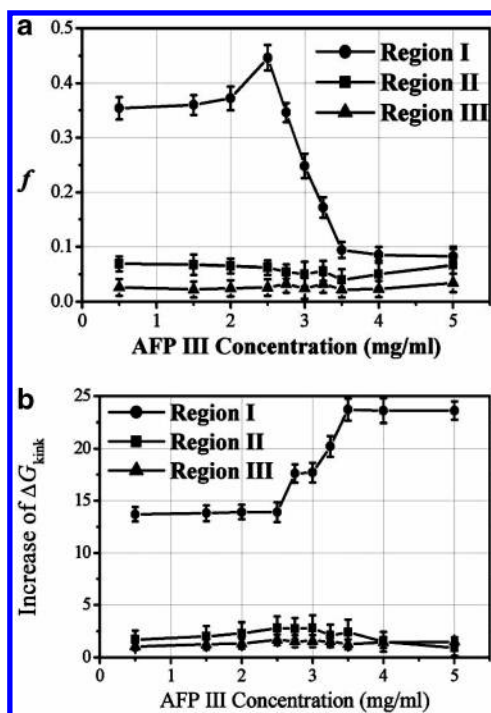 a
0.5
0.4
0.3
0.2
0.1
0.0
f
Region I
Region II
Region III
0 1 2 3 4 5
AFP III Concentration (mg/ml)
b
25
20
15
10
5
0
Increase of ΔG kink
Region I
Region II
Region III
0 1 2 3 4 5
AFP III Concentration (mg/ml)